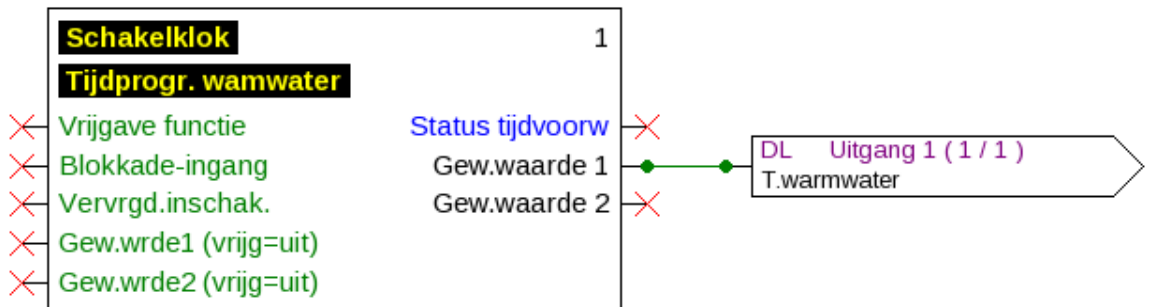 Schakelklok 1
Tijdprogr. wamwater
Vrijgave functie Status tijdvoorw
Blokkade-ingang Gew.waarde 1
Vervrgd.inschak. Gew.waarde 2
Gew.wrde1 (vrijg=uit)
Gew.wrde2 (vrijg=uit)
DL Uitgang 1 ( 1 / 1 )
T.warmwater